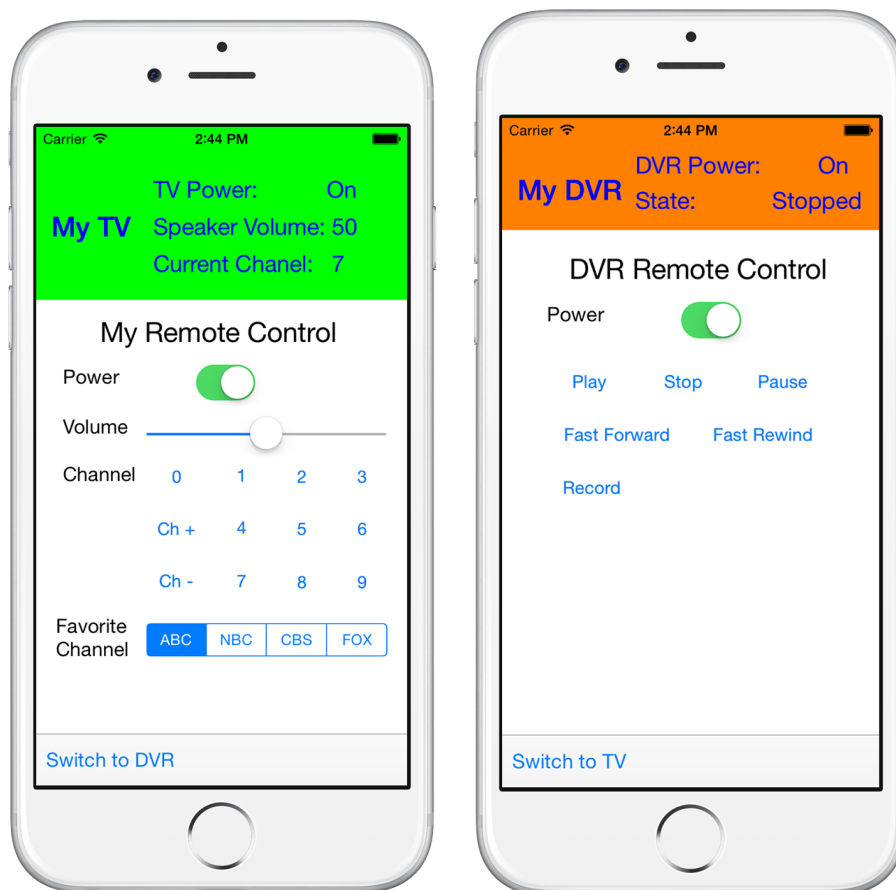 Carrier 2:44 PM
My TV
TV Power: On
Speaker Volume: 50
Current Chanel: 7
My Remote Control
Power
Volume
Channel 0 1 2 3
Ch + 4 5 6
Ch - 7 8 9
Favorite
Channel
ABC NBC CBS FOX
Switch to DVR
Carrier 2:44 PM
My DVR
DVR Power: On
State: Stopped
DVR Remote Control
Power
Play Stop Pause
Fast Forward Fast Rewind
Record
Switch to TV